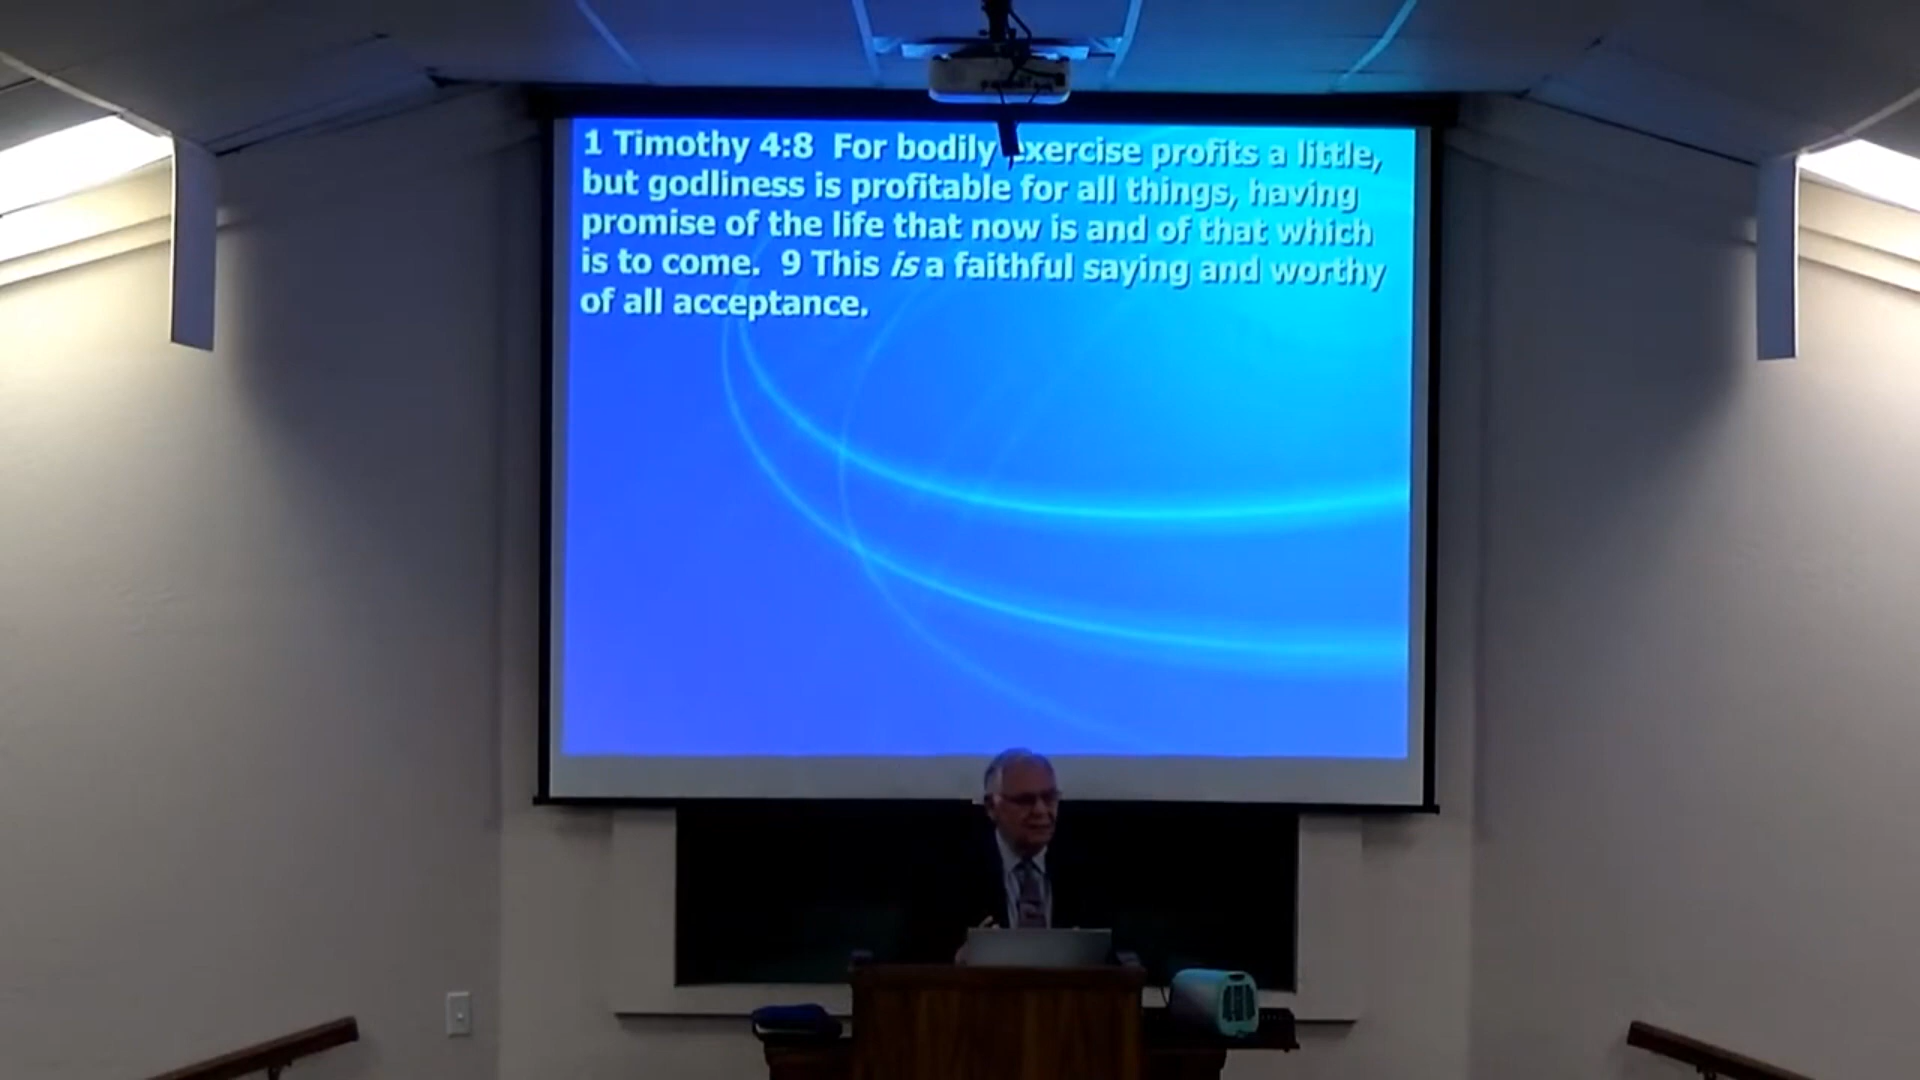 1 Timothy 4:8 For bodily exercise profits a little,
but godliness is profitable for all things, having
promise of the life that now is and of that which
is to come. 9 This is a faithful saying and worthy
of all acceptance.